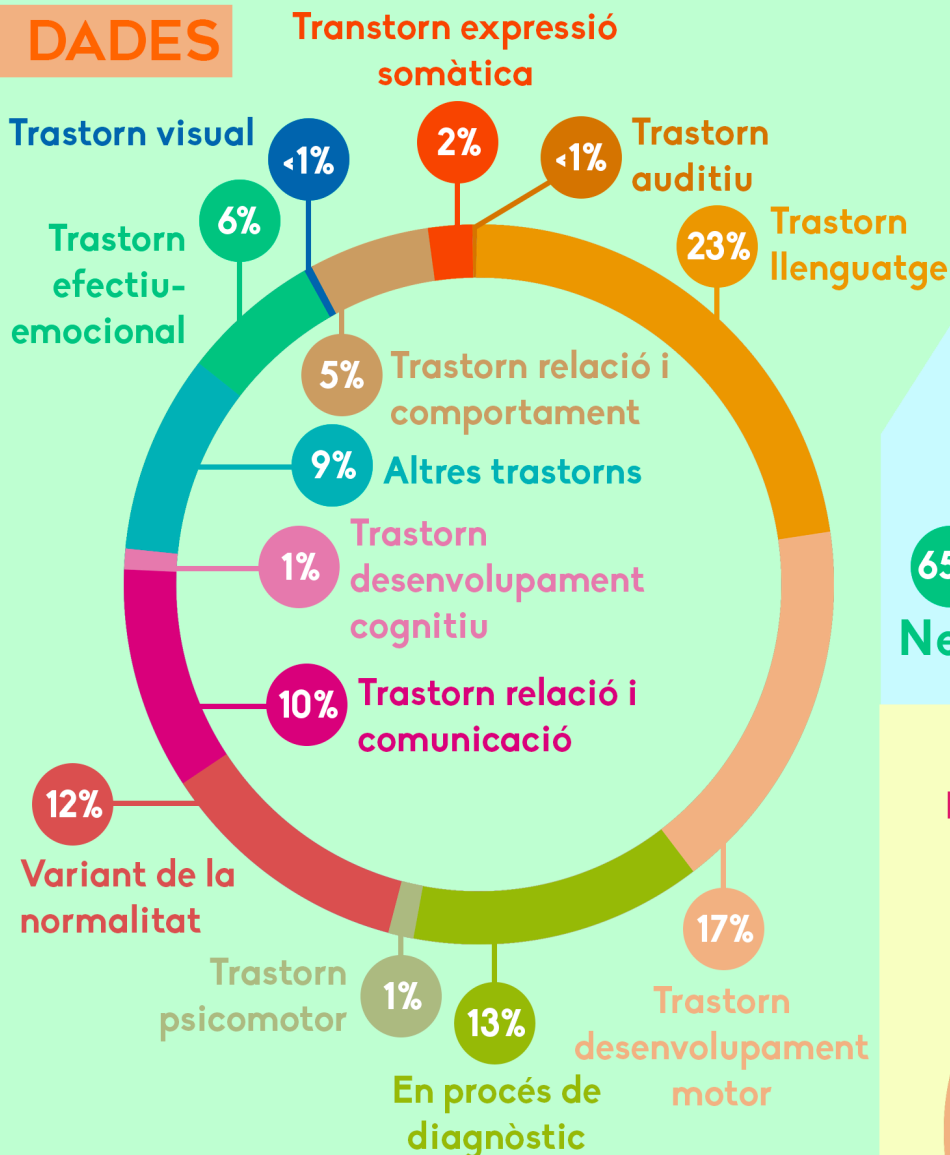 DADES
Transtorn expressió
somàtica
2%
Trastorn visual
<1%
<1%
Trastorn
auditiu
6%
Trastorn
efectiu-
emocional
23%
Trastorn
llenguatge
5%
Trastorn relació i
comportament
9%
Altres trastorns
1%
Trastorn
desenvolupament
cognitiu
10%
Trastorn relació i
comunicació
12%
Variant de la
normalitat
Trastorn
psicomotor
1%
13%
En procés de
diagnòstic
17%
Trastorn
desenvolupament
motor